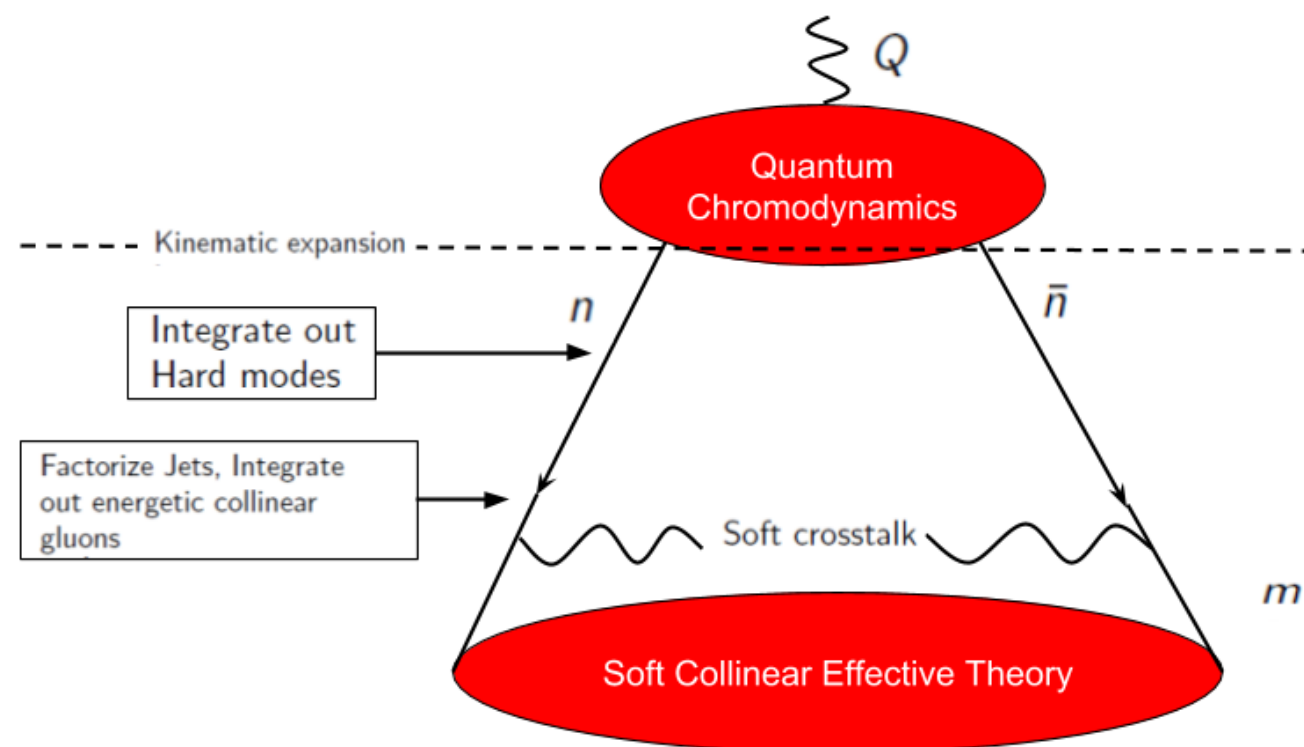 Q
Quantum
Chromodynamics
Kinematic expansion
n
n̄
Integrate out
Hard modes
Factorize Jets, Integrate
out energetic collinear
gluons
Soft crosstalk
m
Soft Collinear Effective Theory